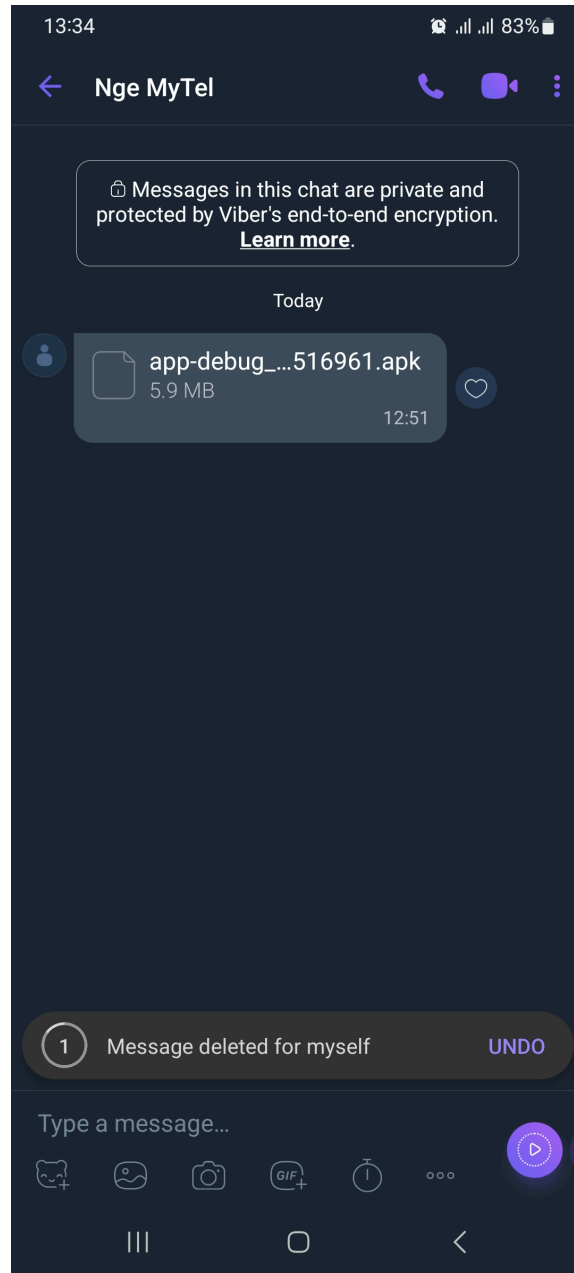 13:34
83%
Nge MyTel
Messages in this chat are private and
protected by Viber's end-to-end encryption.
Learn more.
Today
app-debug_...516961.apk
5.9 MB
12:51
1 Message deleted for myself UNDO
Type a message...
GIF